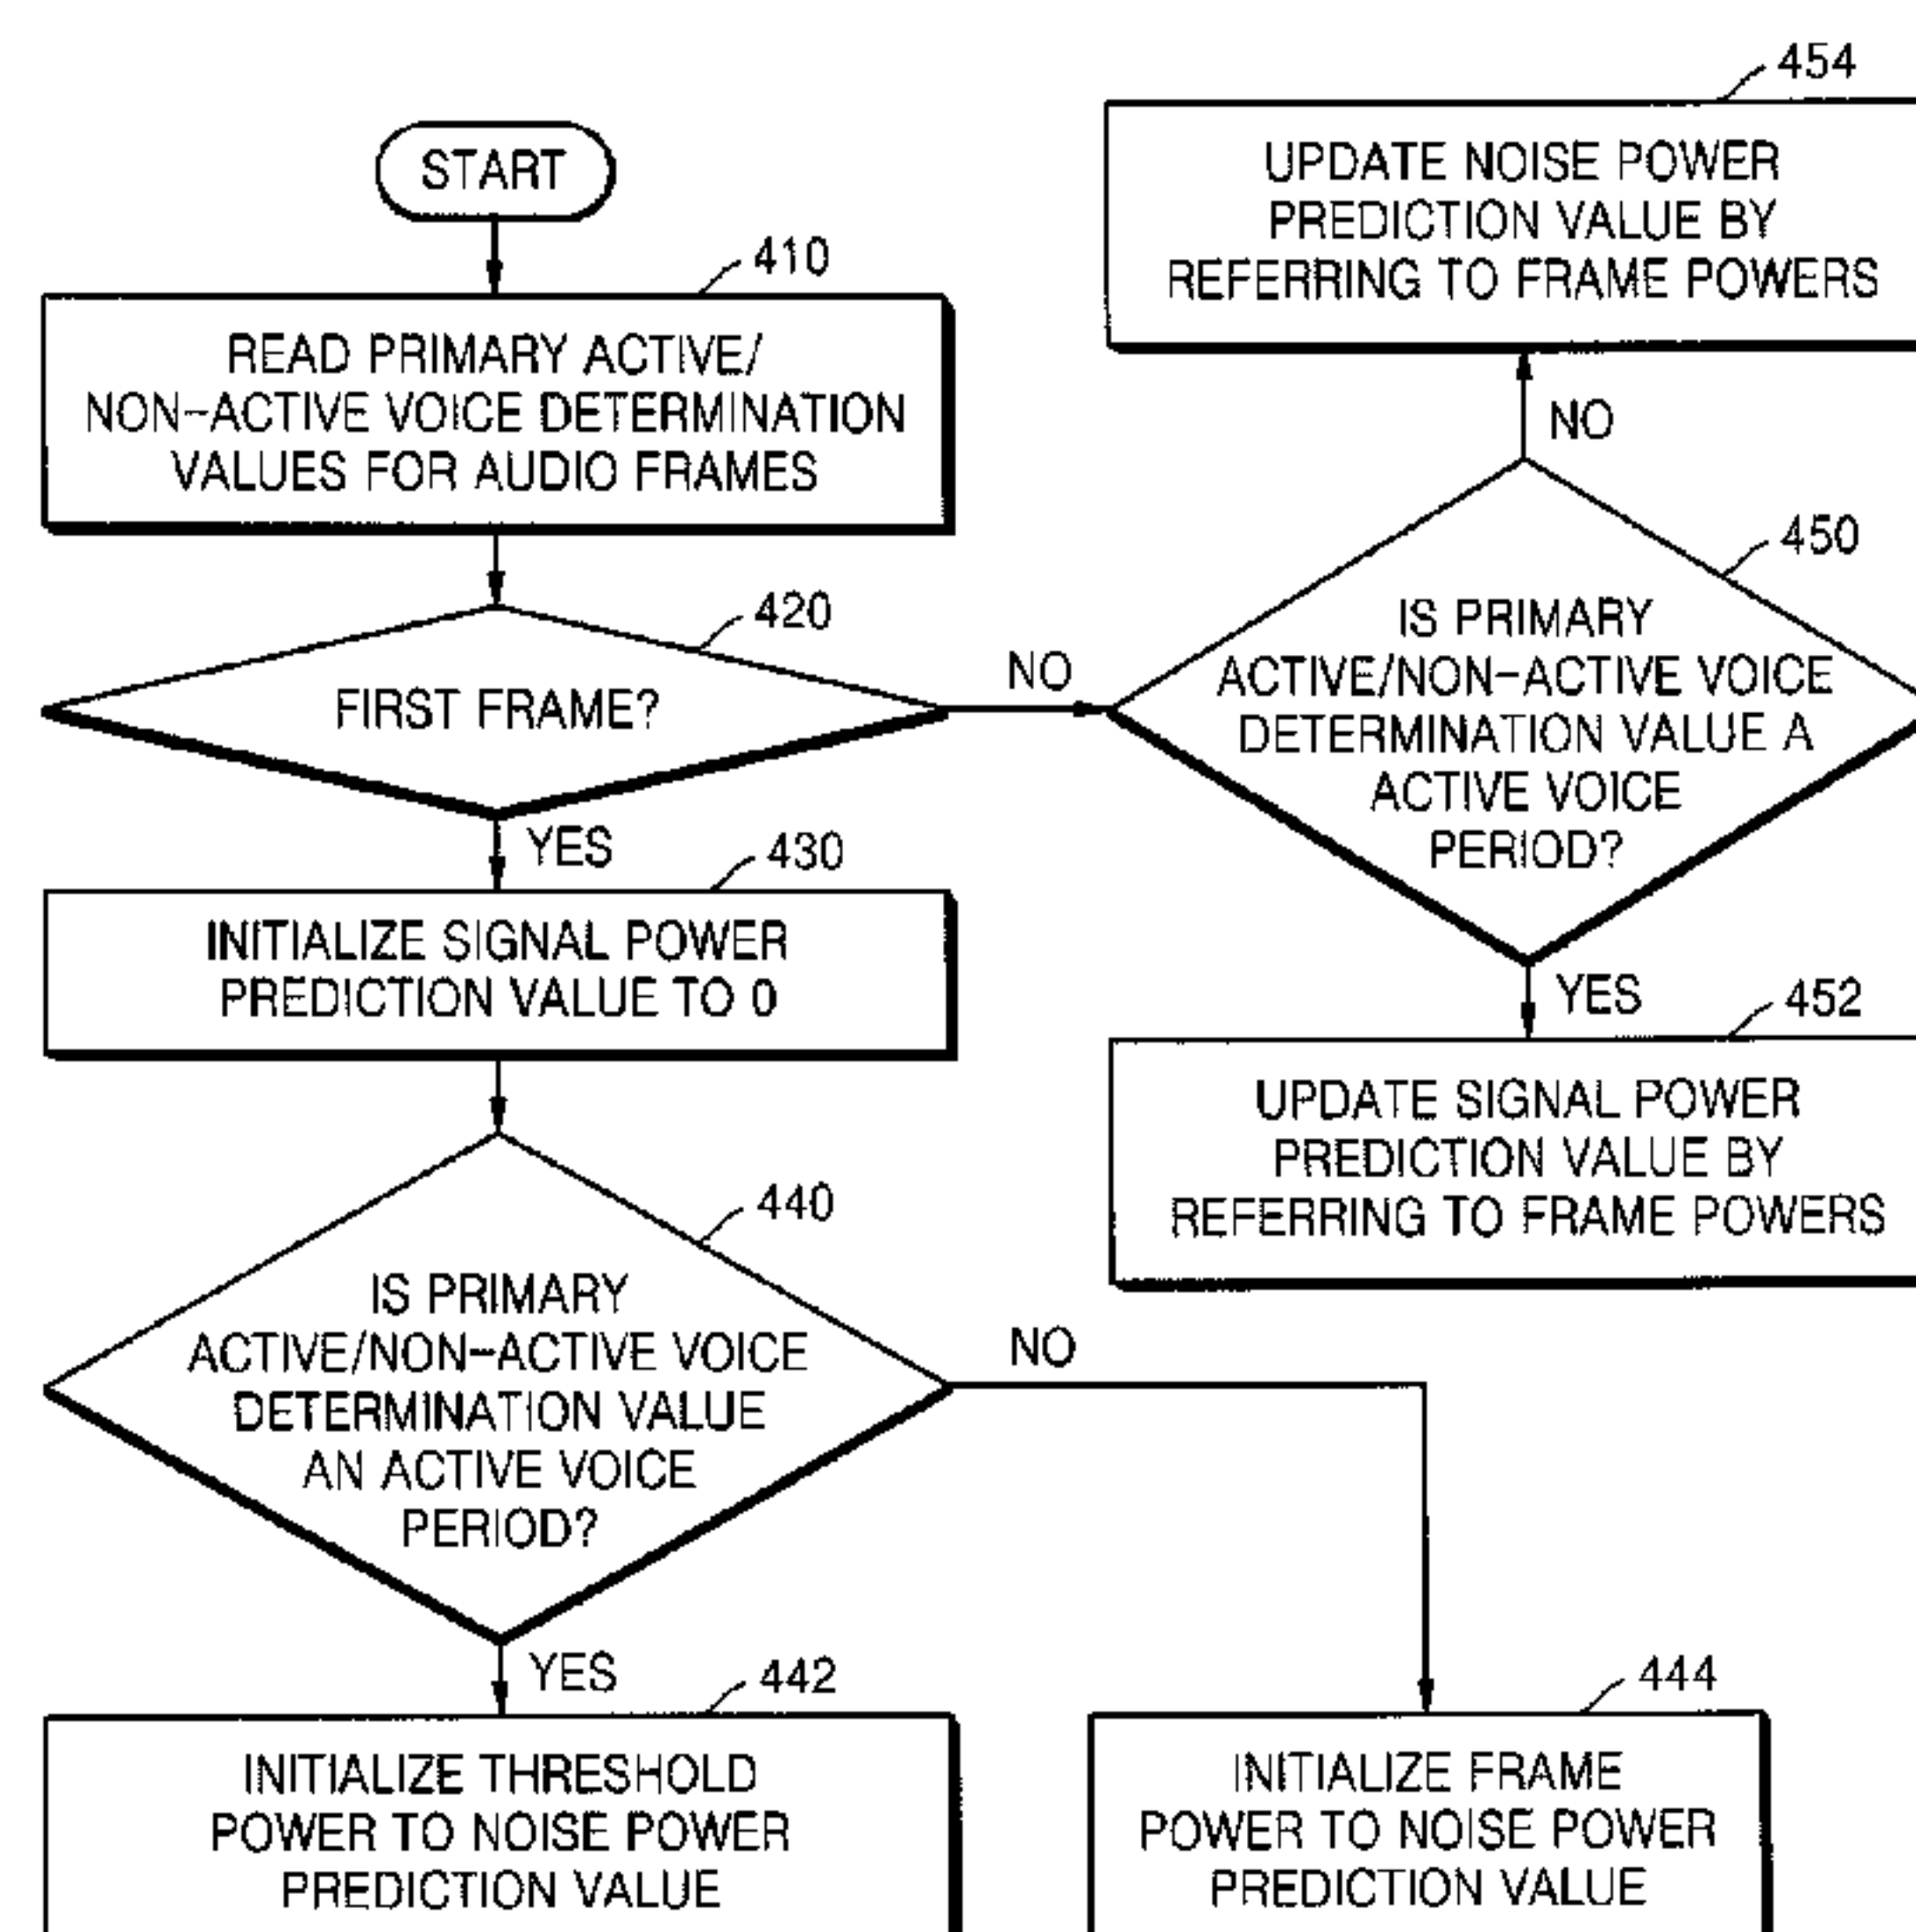 START
410
READ PRIMARY ACTIVE/
NON-ACTIVE VOICE DETERMINATION
VALUES FOR AUDIO FRAMES
420
FIRST FRAME?
NO
YES
430
INITIALIZE SIGNAL POWER
PREDICTION VALUE TO 0
440
IS PRIMARY
ACTIVE/NON-ACTIVE VOICE
DETERMINATION VALUE
AN ACTIVE VOICE
PERIOD?
NO
YES
442
INITIALIZE THRESHOLD
POWER TO NOISE POWER
PREDICTION VALUE
444
INITIALIZE FRAME
POWER TO NOISE POWER
PREDICTION VALUE
454
UPDATE NOISE POWER
PREDICTION VALUE BY
REFERRING TO FRAME POWERS
NO
450
IS PRIMARY
ACTIVE/NON-ACTIVE VOICE
DETERMINATION VALUE A
ACTIVE VOICE
PERIOD?
YES
452
UPDATE SIGNAL POWER
PREDICTION VALUE BY
REFERRING TO FRAME POWERS